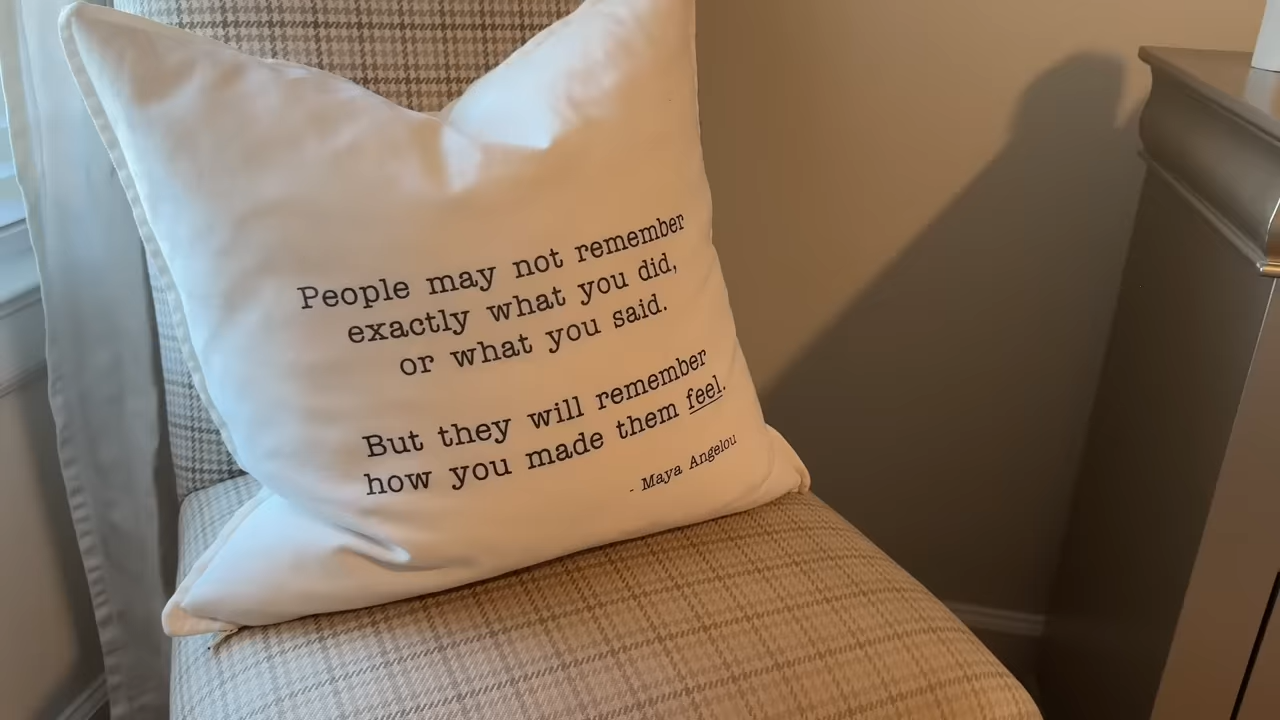 People may not remember
exactly what you did,
or what you said.
But they will remember
how you made them feel.
- Maya Angelou